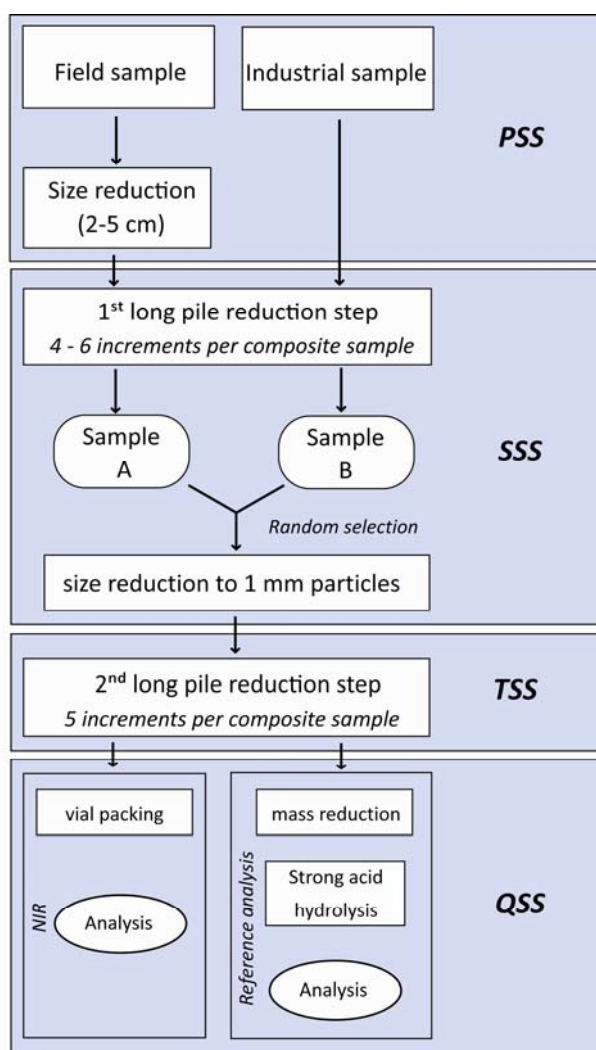 Field sample
Industrial sample
PSS
Size reduction
(2-5 cm)
1st long pile reduction step
4 - 6 increments per composite sample
Sample
A
Sample
B
SSS
Random selection
size reduction to 1 mm particles
2nd long pile reduction step
5 increments per composite sample
TSS
vial packing
Analysis
NIR
mass reduction
Strong acid
hydrolysis
Analysis
Reference analysis
QSS